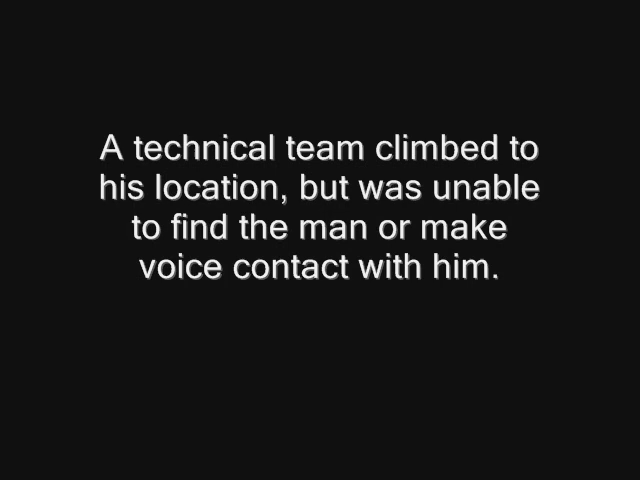 A technical team climbed to
his location, but was unable
to find the man or make
voice contact with him.